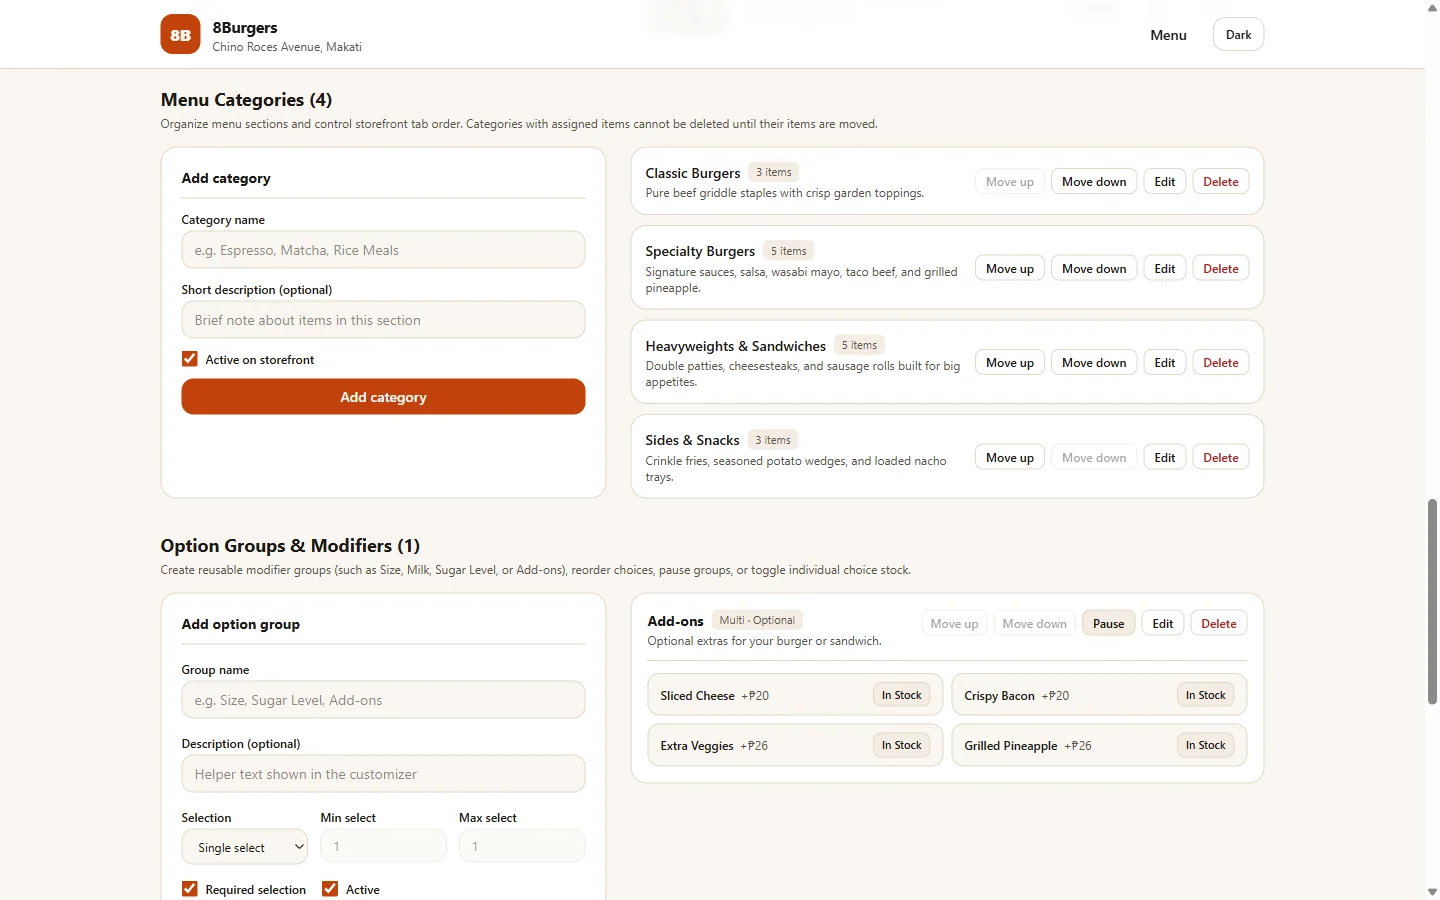 8B
8Burgers
Chino Roces Avenue, Makati
Menu
Dark
Menu Categories (4)
Organize menu sections and control storefront tab order. Categories with assigned items cannot be deleted until their items are moved.
Add category
Category name
e.g. Espresso, Matcha, Rice Meals
Short description (optional)
Brief note about items in this section
Active on storefront
Add category
Classic Burgers 3 items
Pure beef griddle staples with crisp garden toppings.
Move up Move down Edit Delete
Specialty Burgers 5 items
Signature sauces, salsa, wasabi mayo, taco beef, and grilled
pineapple.
Move up Move down Edit Delete
Heavyweights & Sandwiches 5 items
Double patties, cheesesteaks, and sausage rolls built for big
appetites.
Move up Move down Edit Delete
Sides & Snacks 3 items
Crinkle fries, seasoned potato wedges, and loaded nacho
trays.
Move up Move down Edit Delete
Option Groups & Modifiers (1)
Create reusable modifier groups (such as Size, Milk, Sugar Level, or Add-ons), reorder choices, pause groups, or toggle individual choice stock.
Add option group
Group name
e.g. Size, Sugar Level, Add-ons
Description (optional)
Helper text shown in the customizer
Selection Min select Max select
Single select 1 1
Required selection Active
Add-ons Multi · Optional
Optional extras for your burger or sandwich.
Move up Move down Pause Edit Delete
Sliced Cheese +₱20 In Stock
Crispy Bacon +₱20 In Stock
Extra Veggies +₱26 In Stock
Grilled Pineapple +₱26 In Stock